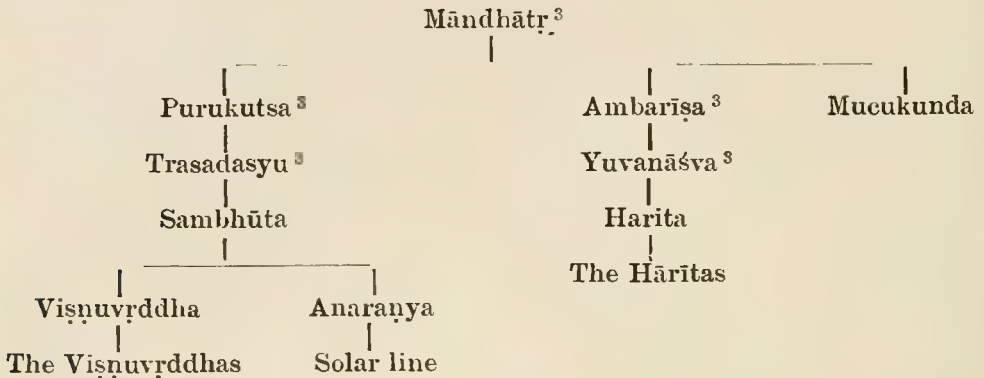 Māndhātṛ ³
Purukutsa ³ Ambarīṣa ³ Mucukunda
Trasadasyu ³ Yuvanāśva ³
Sambhūta Harita
The Hārītas
Viṣṇuvṛddha Anaraṇya
The Viṣṇuvṛddhas Solar line